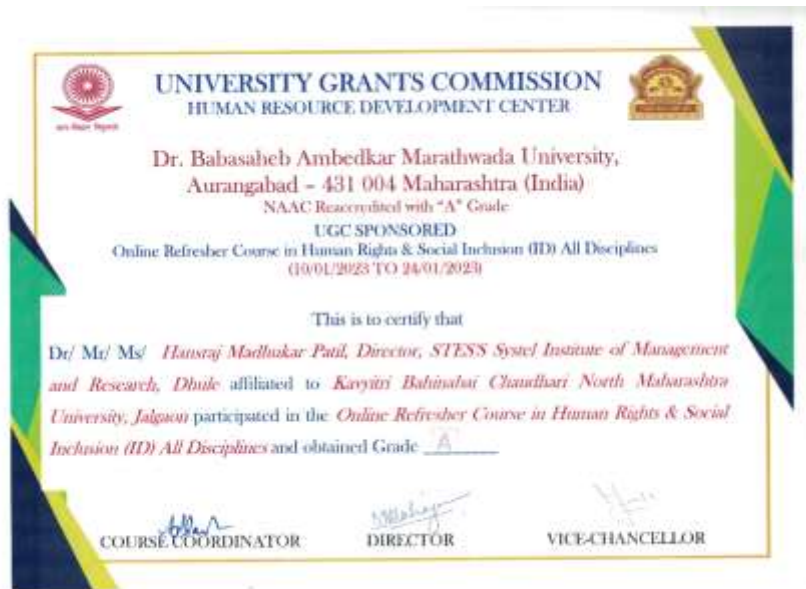 UNIVERSITY GRANTS COMMISSION
HUMAN RESOURCE DEVELOPMENT CENTER
Dr. Babasaheb Ambedkar Marathwada University,
Aurangabad – 431 004 Maharashtra (India)
NAAC Reaccredited with “A” Grade
UGC SPONSORED
Online Refresher Course in Human Rights & Social Inclusion (ID) All Disciplines
(10/01/2023 TO 24/01/2023)
This is to certify that
Dr/ Mr/ Ms/ Hansraj Madhukar Patil, Director, STES'S Systel Institute of Management
and Research, Dhule affiliated to Kavyitri Bahinabai Chaudhari North Maharashtra
University, Jalgaon participated in the Online Refresher Course in Human Rights & Social
Inclusion (ID) All Disciplines and obtained Grade A
COURSE COORDINATOR DIRECTOR VICE-CHANCELLOR